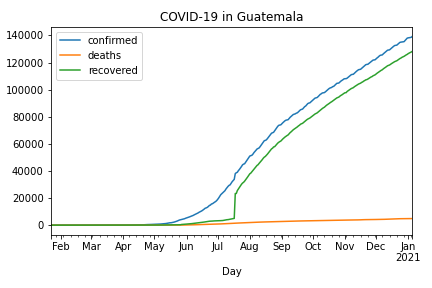 COVID-19 in Guatemala
confirmed
deaths
recovered
140000
120000
100000
80000
60000
40000
20000
0
Feb Mar Apr May Jun Jul Aug Sep Oct Nov Dec Jan
2021
Day